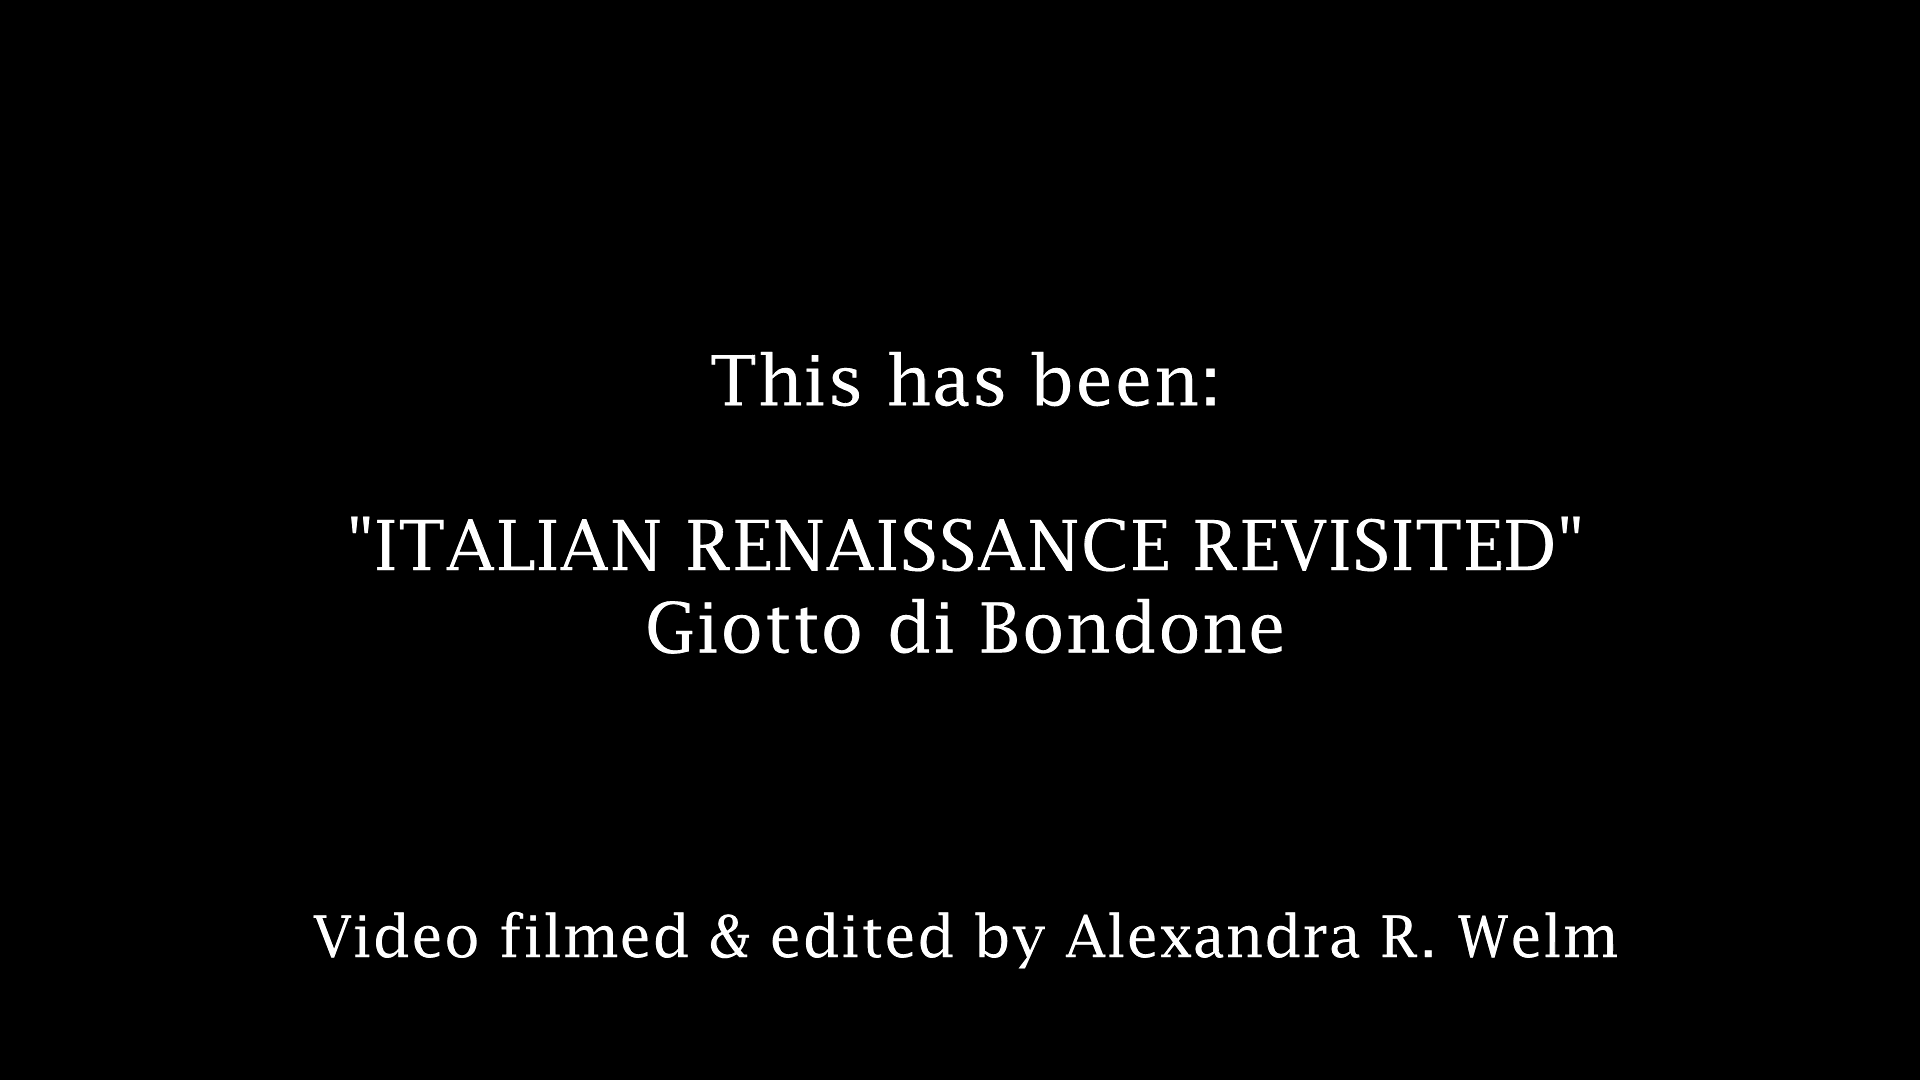 This has been:
"ITALIAN RENAISSANCE REVISITED"
Giotto di Bondone
Video filmed & edited by Alexandra R. Welm